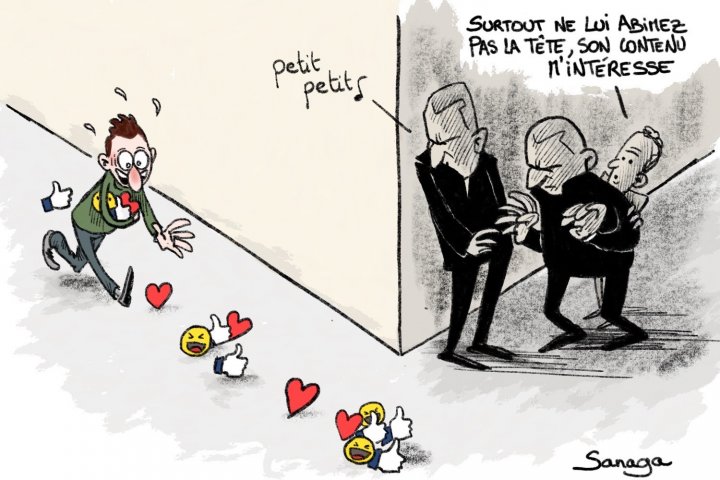 petit
petit
SURTOUT NE LUI ABIMEZ
PAS LA TÊTE, SON CONTENU
M'INTÉRESSE
Sanaga